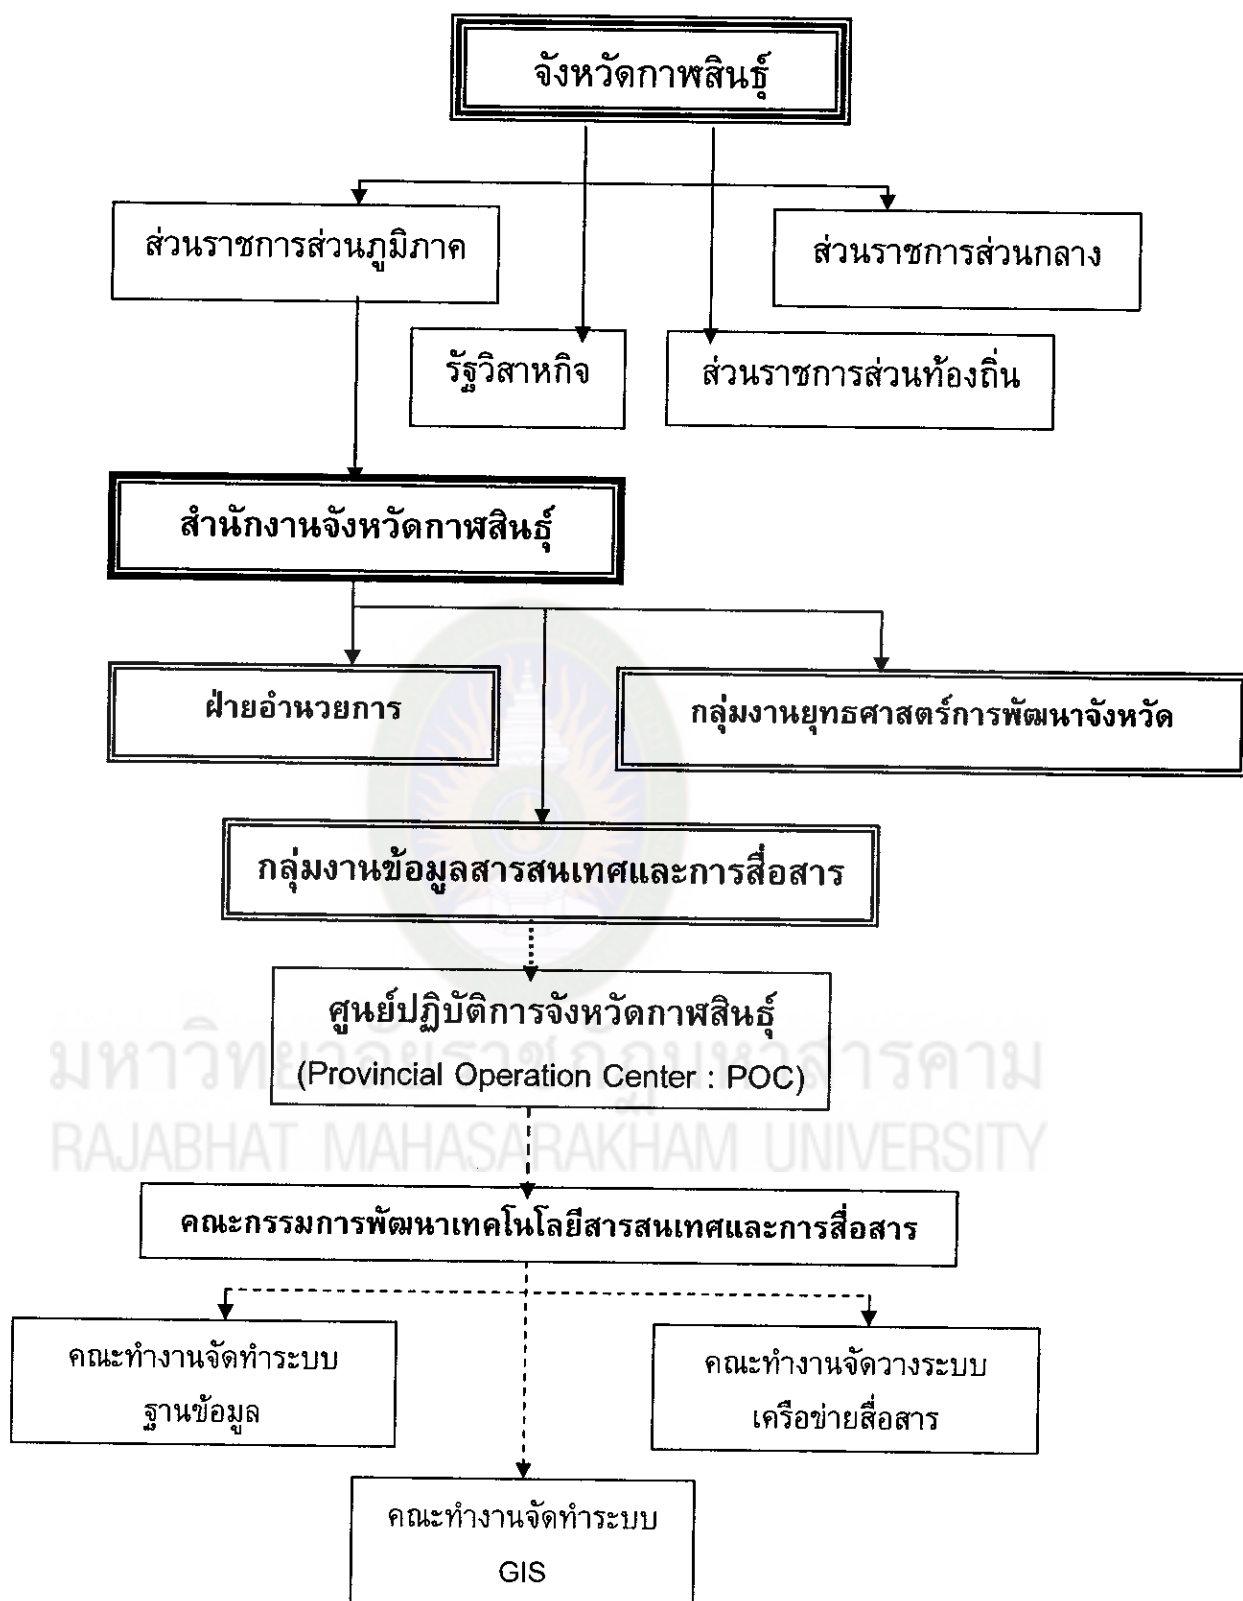 จังหวัดกาฬสินธุ์
ส่วนราชการส่วนภูมิภาค
ส่วนราชการส่วนกลาง
รัฐวิสาหกิจ
ส่วนราชการส่วนท้องถิ่น
สำนักงานจังหวัดกาฬสินธุ์
ฝ่ายอำนวยการ
กลุ่มงานยุทธศาสตร์การพัฒนาจังหวัด
กลุ่มงานข้อมูลสารสนเทศและการสื่อสาร
ศูนย์ปฏิบัติการจังหวัดกาฬสินธุ์
(Provincial Operation Center : POC)
มหาวิทยาลัยราชภัฏมหาสารคาม
RAJABHAT MAHASARAKHAM UNIVERSITY
คณะกรรมการพัฒนาเทคโนโลยีสารสนเทศและการสื่อสาร
คณะทำงานจัดทำระบบ
ฐานข้อมูล
คณะทำงานจัดวางระบบ
เครือข่ายสื่อสาร
คณะทำงานจัดทำระบบ
GIS